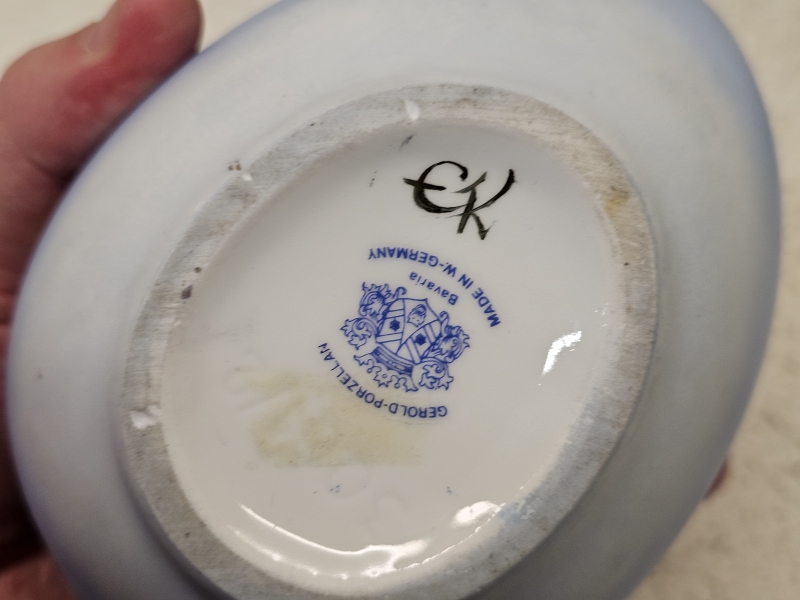 EK
GEROLD-PORZELLAN
Bavaria
MADE IN W.-GERMANY